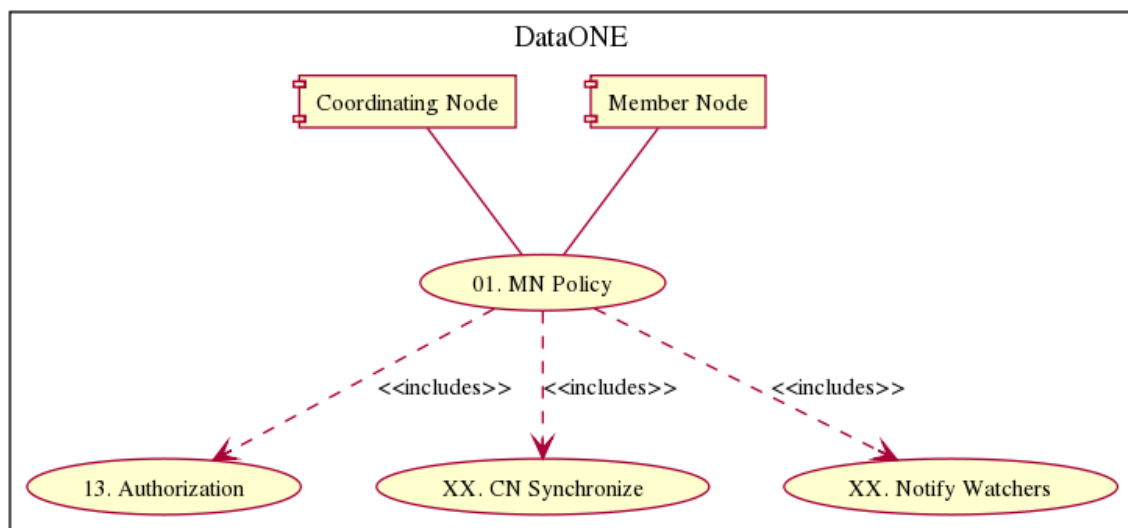 DataONE
Coordinating Node
Member Node
01. MN Policy
<<includes>>
<<includes>>
<<includes>>
13. Authorization
XX. CN Synchronize
XX. Notify Watchers